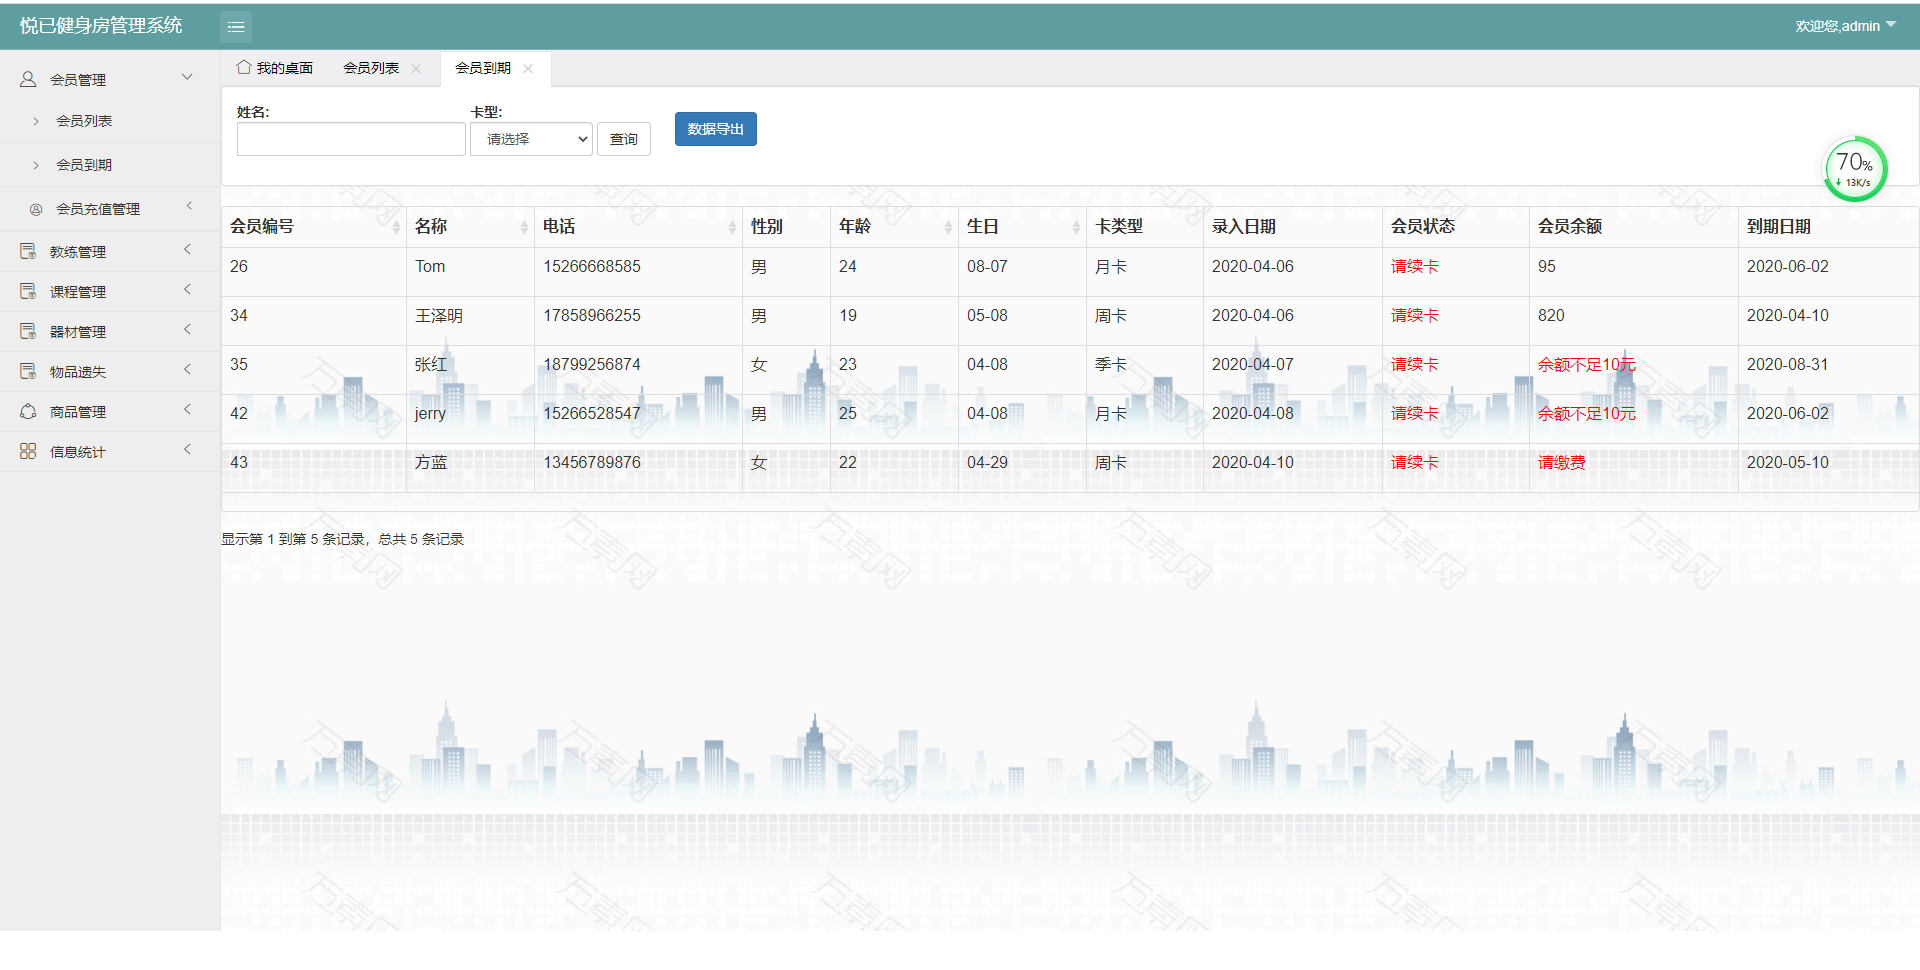 悦己健身房管理系统
欢迎您,admin
会员管理
会员列表
会员到期
会员充值管理
教练管理
课程管理
器材管理
物品遗失
商品管理
信息统计
我的桌面 会员列表 会员到期
姓名: 卡型:
请选择 查询 数据导出
70%
13K/s
会员编号 名称 电话 性别 年龄 生日 卡类型 录入日期 会员状态 会员余额 到期日期
26 Tom 15266668585 男 24 08-07 月卡 2020-04-06 请续卡 95 2020-06-02
34 王泽明 17858966255 男 19 05-08 周卡 2020-04-06 请续卡 820 2020-04-10
35 张红 18799256874 女 23 04-08 季卡 2020-04-07 请续卡 余额不足10元 2020-08-31
42 jerry 15266528547 男 25 04-08 月卡 2020-04-08 请续卡 余额不足10元 2020-06-02
43 方蓝 13456789876 女 22 04-29 周卡 2020-04-10 请续卡 请缴费 2020-05-10
显示第 1 到第 5 条记录，总共 5 条记录